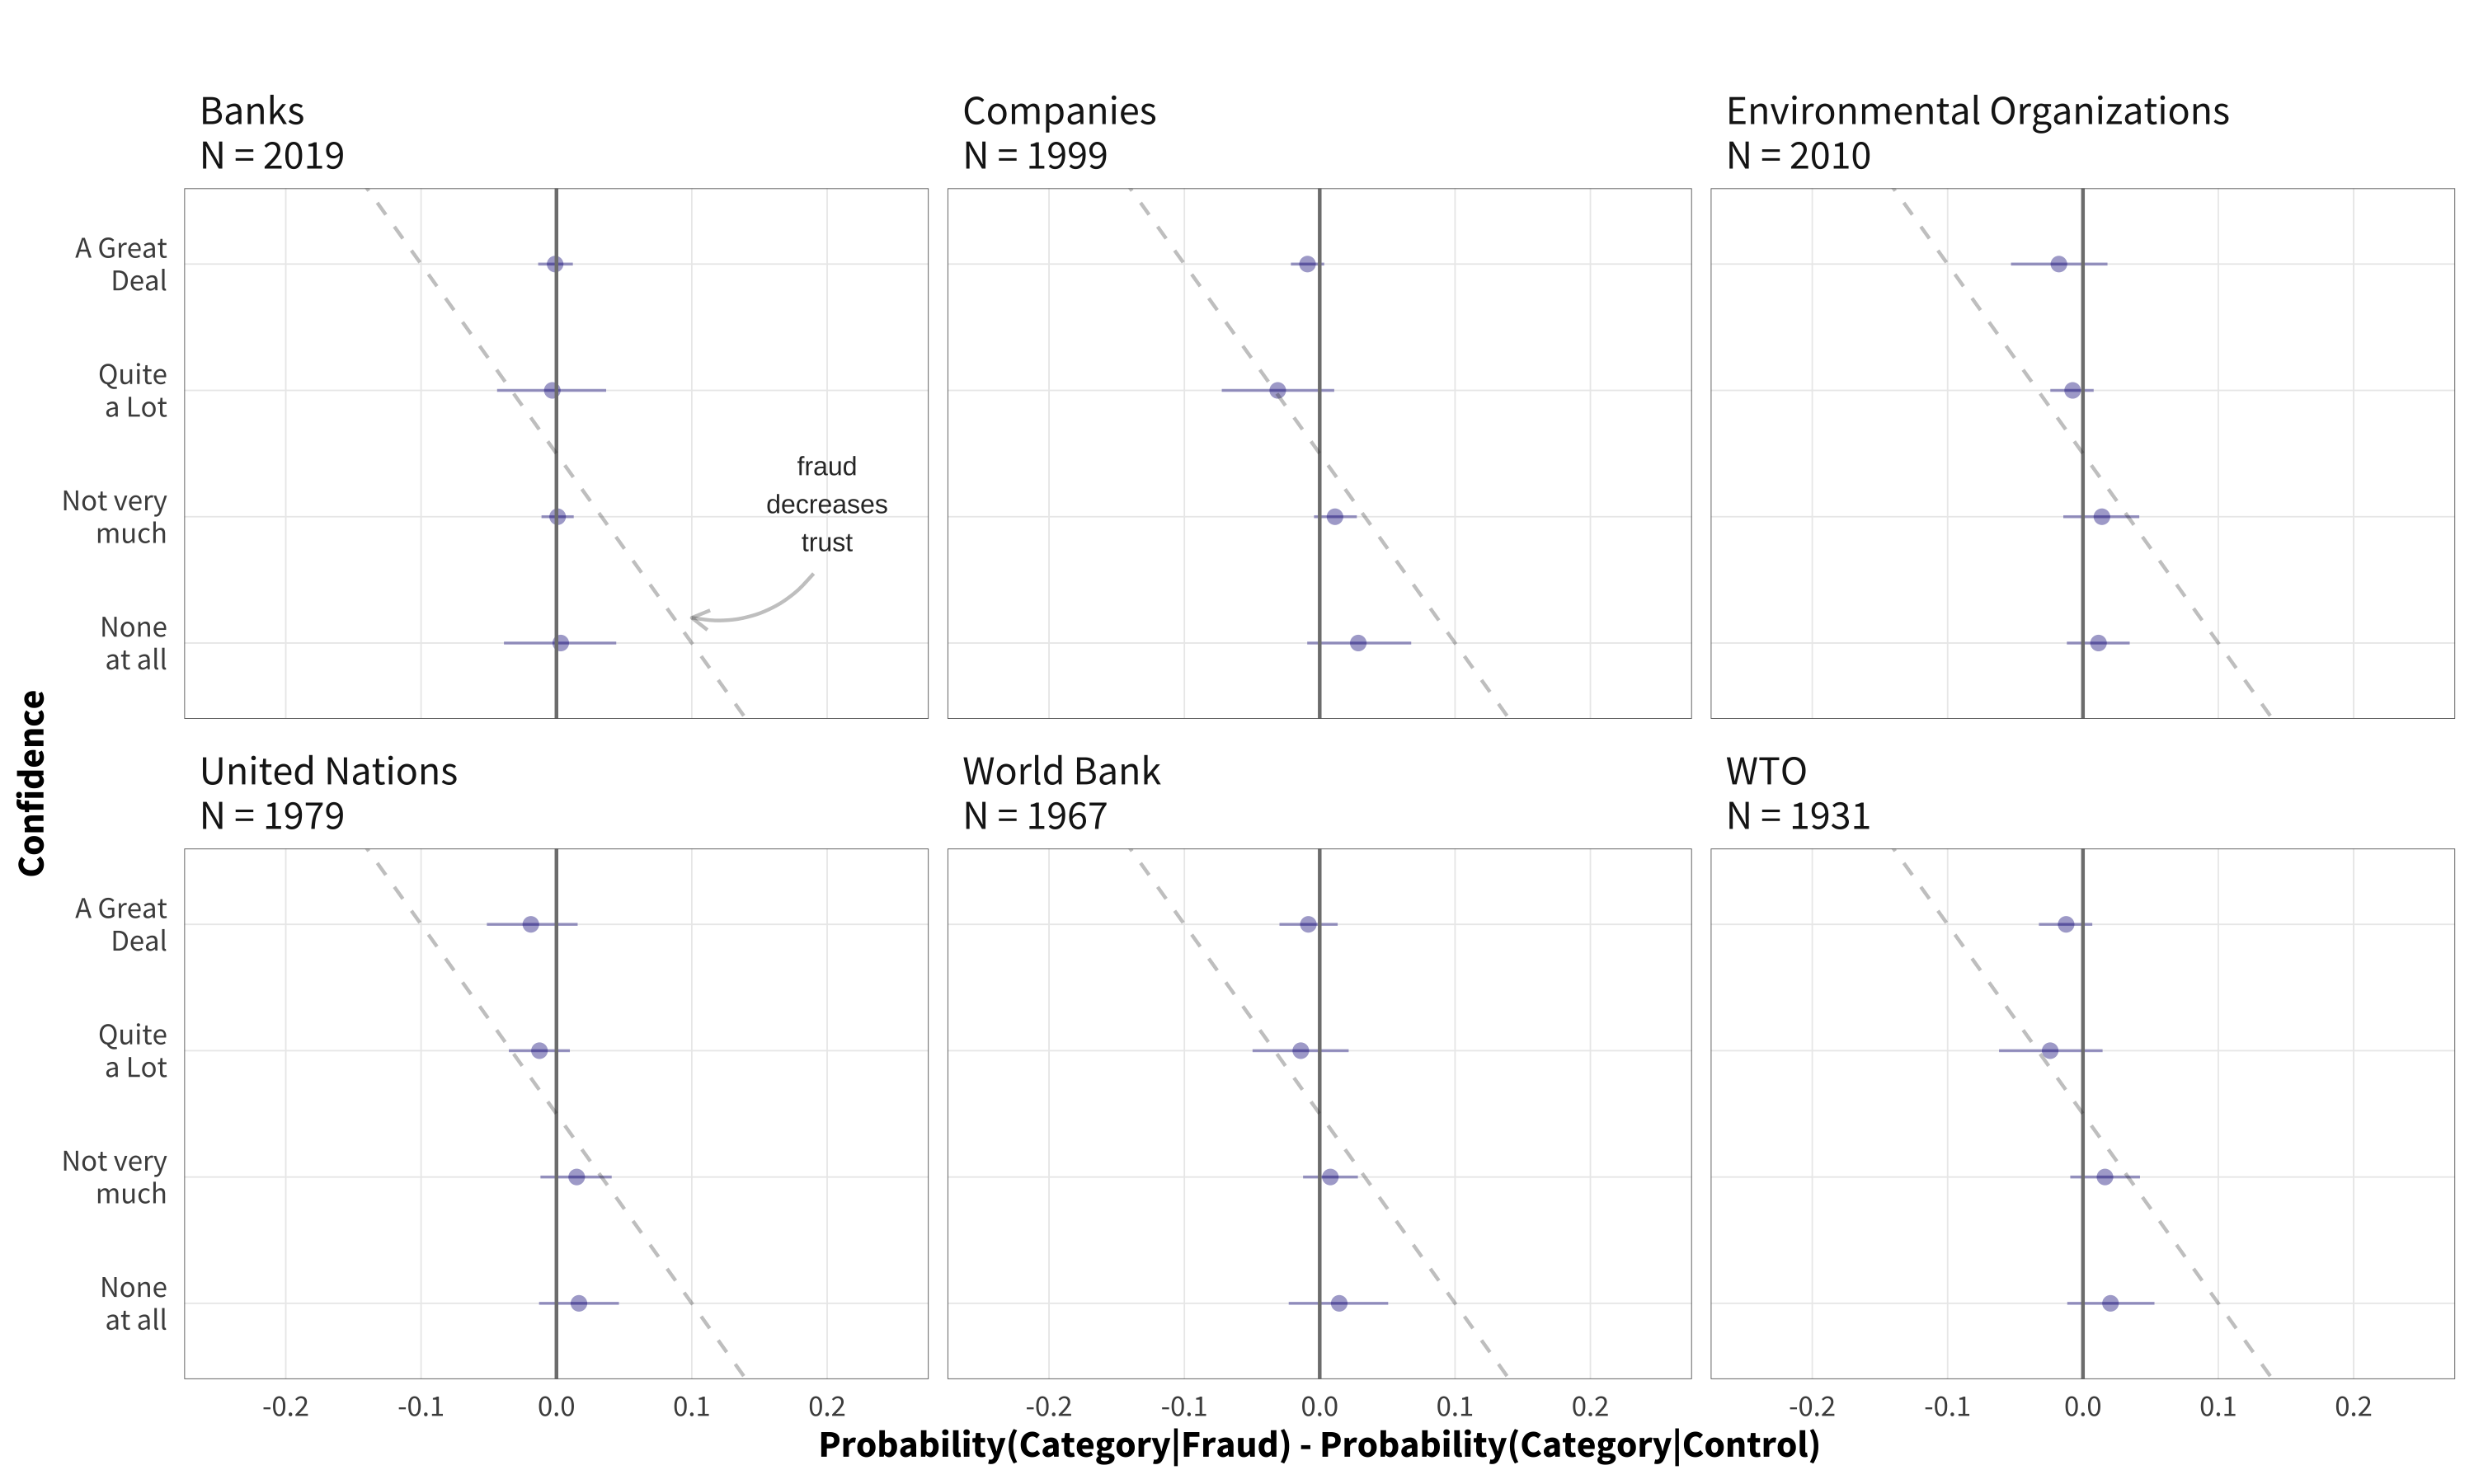 Banks
N = 2019
Companies
N = 1999
Environmental Organizations
N = 2010
A Great
Deal
Quite
a Lot
Not very
much
None
at all
fraud
decreases
trust
Confidence
United Nations
N = 1979
World Bank
N = 1967
WTO
N = 1931
A Great
Deal
Quite
a Lot
Not very
much
None
at all
-0.2 -0.1 0.0 0.1 0.2
-0.2 -0.1 0.0 0.1 0.2
-0.2 -0.1 0.0 0.1 0.2
Probability(Category|Fraud) - Probability(Category|Control)